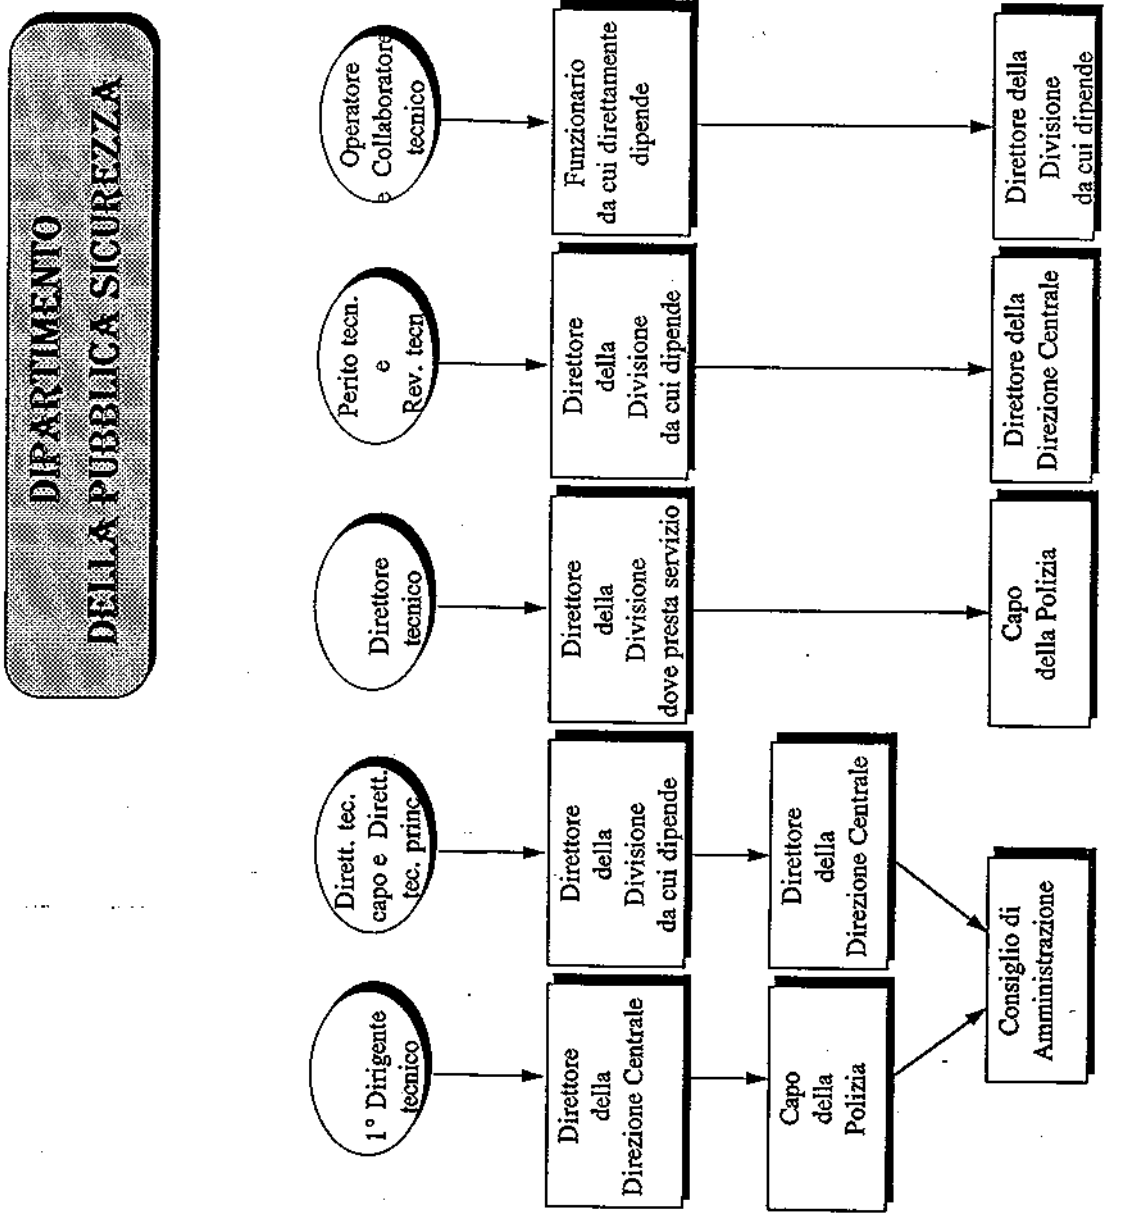 DIPARTIMENTO
DELLA PUBBLICA SICUREZZA
1° Dirigente
tecnico
Dirett. tec.
capo e Dirett.
tec. princ.
Direttore
tecnico
Perito tecn.
e
Rev. tecn.
Operatore
e Collaboratore
tecnico
Direttore
della
Direzione Centrale
Direttore
della
Divisione
da cui dipende
Direttore
della
Divisione
dove presta servizio
Direttore
della
Divisione
da cui dipende
Funzionario
da cui direttamente
dipende
Capo
della
Polizia
Direttore
della
Direzione Centrale
Consiglio di
Amministrazione
Capo
della Polizia
Direttore della
Direzione Centrale
Direttore della
Divisione
da cui dipende